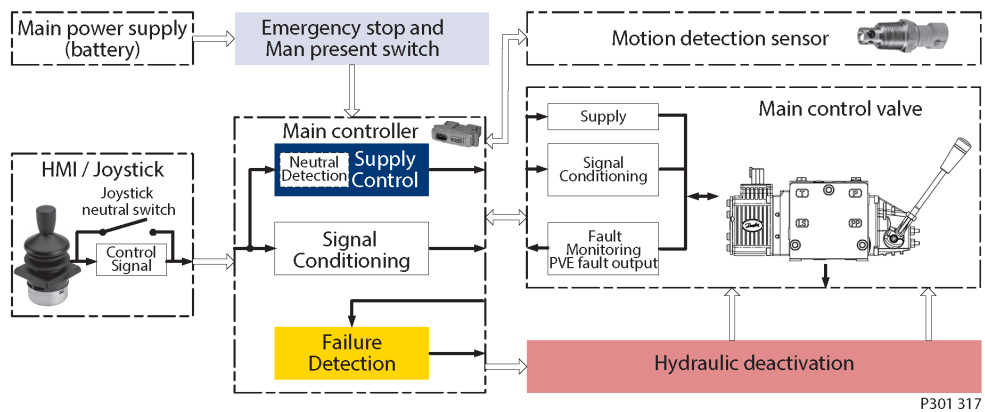 Main power supply
(battery)
Emergency stop and
Man present switch
Motion detection sensor
HMI / Joystick
Joystick
neutral switch
Control
Signal
Main controller
Neutral
Detection
Supply
Control
Signal
Conditioning
Failure
Detection
Main control valve
Supply
Signal
Conditioning
Fault
Monitoring
PVE fault output
T
P
LS
PP
Danfoss
Hydraulic deactivation
P301 317